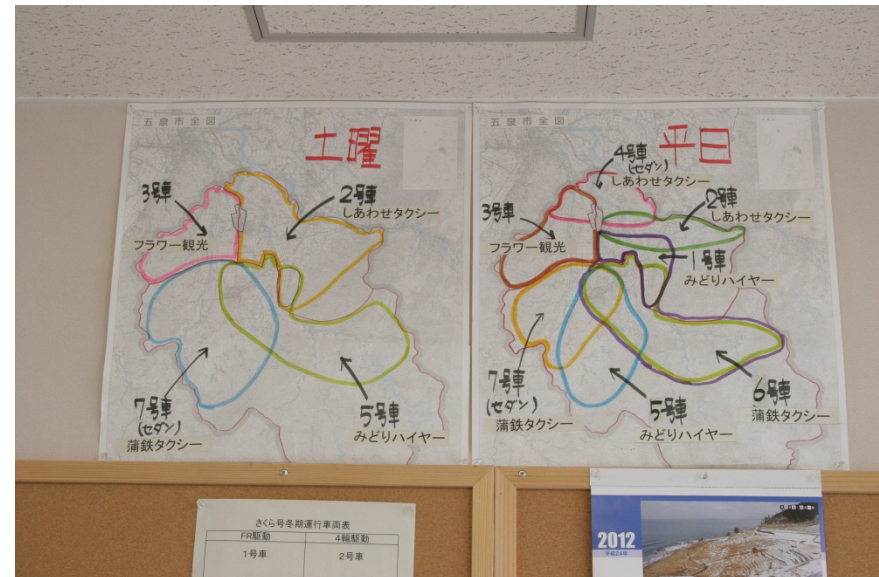 五泉市全図
土曜
3号車
フラワー観光
2号車
しあわせタクシー
7号車
(セダン)
蒲鉄タクシー
5号車
みどりハイヤー
五泉市全図
平日
4号車
(セダン)
しあわせタクシー
3号車
フラワー観光
2号車
しあわせタクシー
1号車
みどりハイヤー
7号車
(セダン)
蒲鉄タクシー
5号車
みどりハイヤー
6号車
蒲鉄タクシー
さくら号冬期運行車両表
FR駆動 4輪駆動
1号車 2号車
2012
平成24年